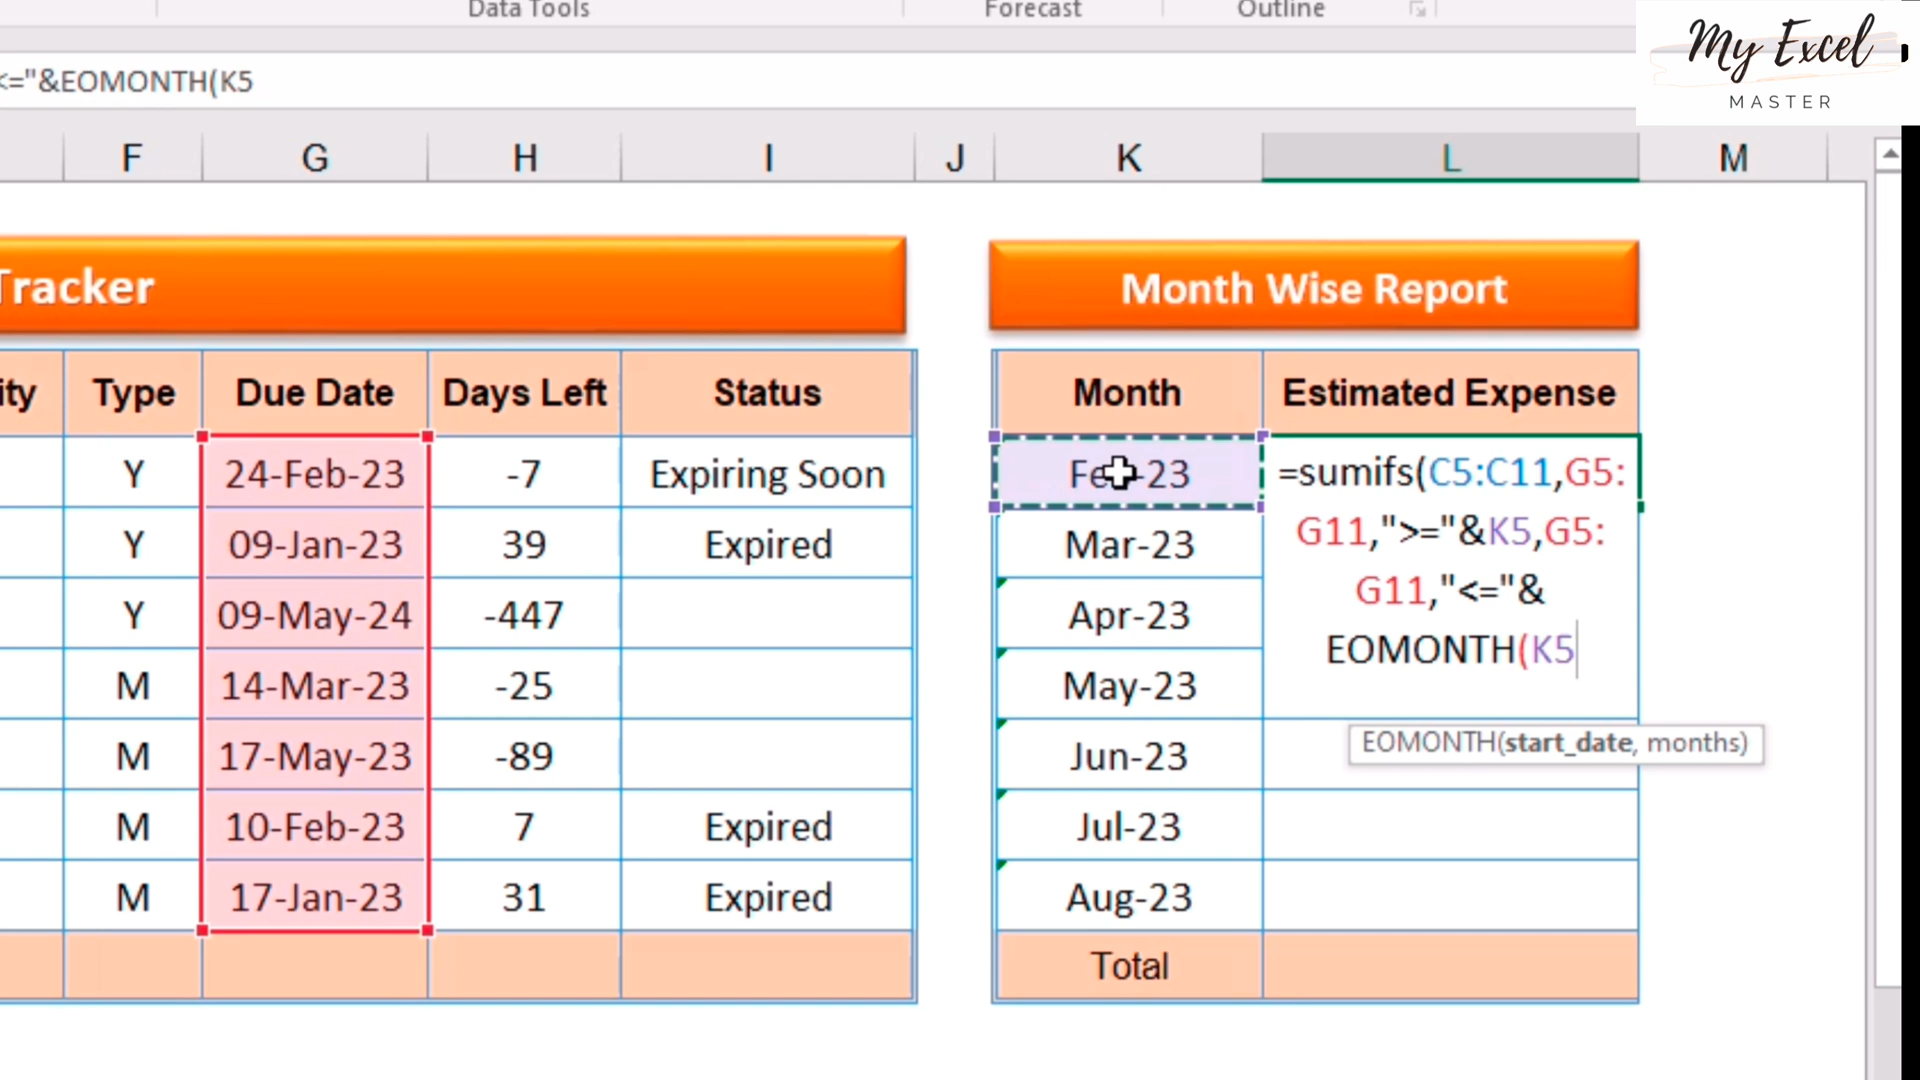 Data Tools Forecast Outline
My Excel
MASTER
<="&EOMONTH(K5
F G H I J K L M
Tracker Month Wise Report
ity Type Due Date Days Left Status Month Estimated Expense
Y 24-Feb-23 -7 Expiring Soon Feb-23 =sumifs(C5:C11,G5:
G11,">="&K5,G5:
G11,"<="&
EOMONTH(K5
Y 09-Jan-23 39 Expired Mar-23
Y 09-May-24 -447 Apr-23
M 14-Mar-23 -25 May-23
EOMONTH(start_date, months)
M 17-May-23 -89 Jun-23
M 10-Feb-23 7 Expired Jul-23
M 17-Jan-23 31 Expired Aug-23
Total